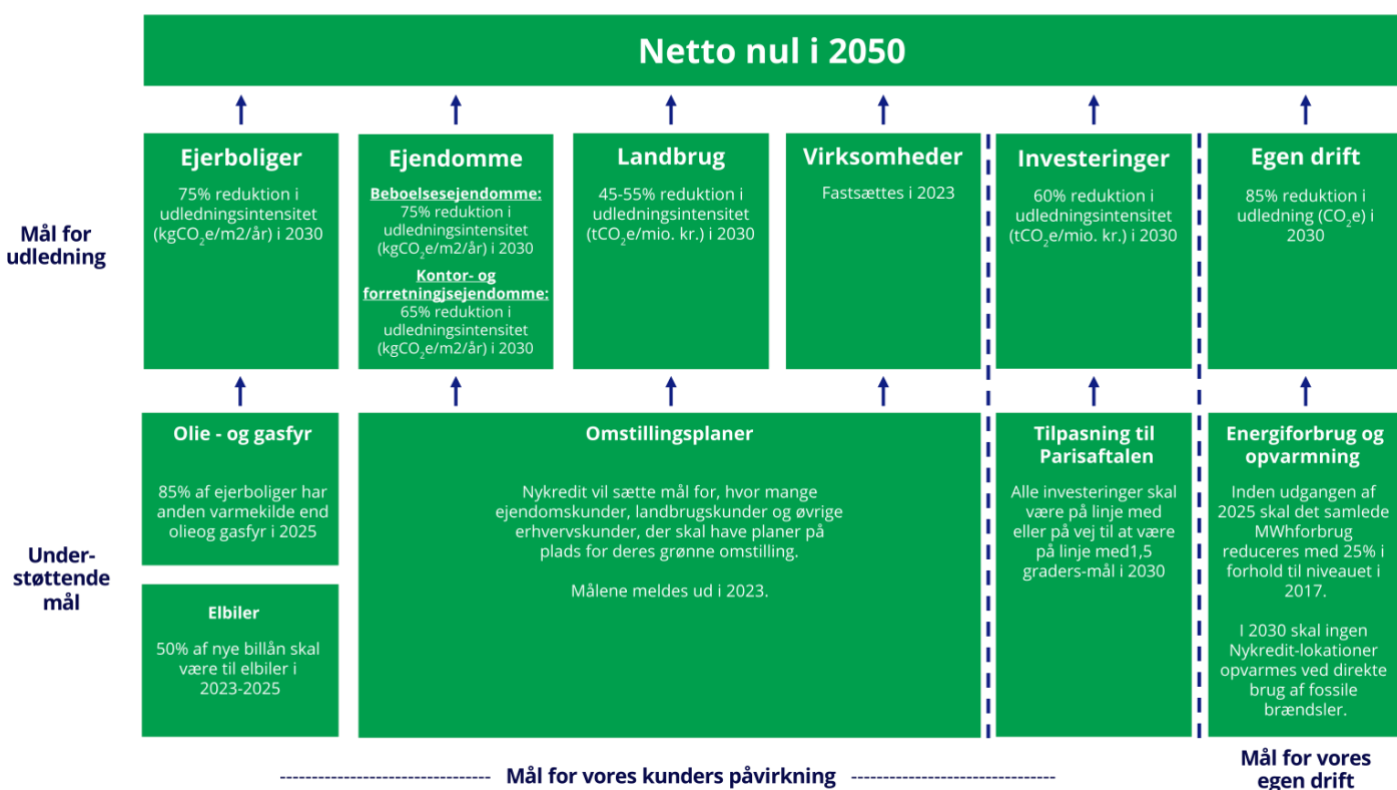 Netto nul i 2050
Mål for
udledning
Ejerboliger
75% reduktion i
udledningsintensitet
(kgCO2e/m2/år) i 2030
Ejendomme
Beboelsesejendomme:
75% reduktion i
udledningsintensitet
(kgCO2e/m2/år) i 2030
Kontor- og
forretningjsejendomme:
65% reduktion i
udledningsintensitet
(kgCO2e/m2/år) i 2030
Landbrug
45-55% reduktion i
udledningsintensitet
(tCO2e/mio. kr.) i 2030
Virksomheder
Fastsættes i 2023
Investeringer
60% reduktion i
udledningsintensitet
(tCO2e/mio. kr.) i 2030
Egen drift
85% reduktion i
udledning (CO2e) i
2030
Under-
støttende
mål
Olie - og gasfyr
85% af ejerboliger har
anden varmekilde end
olieog gasfyr i 2025
Elbiler
50% af nye billån skal
være til elbiler i
2023-2025
Omstillingsplaner
Nykredit vil sætte mål for, hvor mange
ejendomskunder, landbrugskunder og øvrige
erhvervskunder, der skal have planer på
plads for deres grønne omstilling.
Målene meldes ud i 2023.
Tilpasning til
Parisaftalen
Alle investeringer skal
være på linje med
eller på vej til at være
på linje med1,5
graders-mål i 2030
Energiforbrug og
opvarmning
Inden udgangen af
2025 skal det samlede
MWhforbrug
reduceres med 25% i
forhold til niveauet i
2017.
I 2030 skal ingen
Nykredit-lokationer
opvarmes ved direkte
brug af fossile
brændsler.
Mål for vores kunders påvirkning
Mål for vores
egen drift